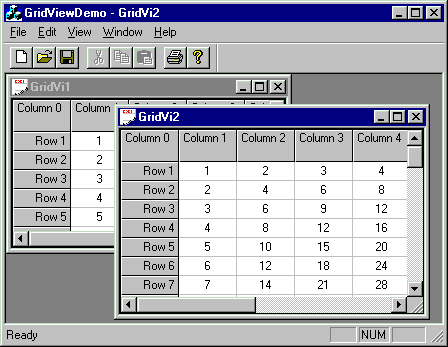 GridViewDemo - GridVi2
File Edit View Window Help
GridVi1
Column 0
Row 1 1
Row 2 2
Row 3 3
Row 4 4
Row 5 5
GridVi2
Column 0 Column 1 Column 2 Column 3 Column 4
Row 1 1 2 3 4
Row 2 2 4 6 8
Row 3 3 6 9 12
Row 4 4 8 12 16
Row 5 5 10 15 20
Row 6 6 12 18 24
Row 7 7 14 21 28
Ready NUM